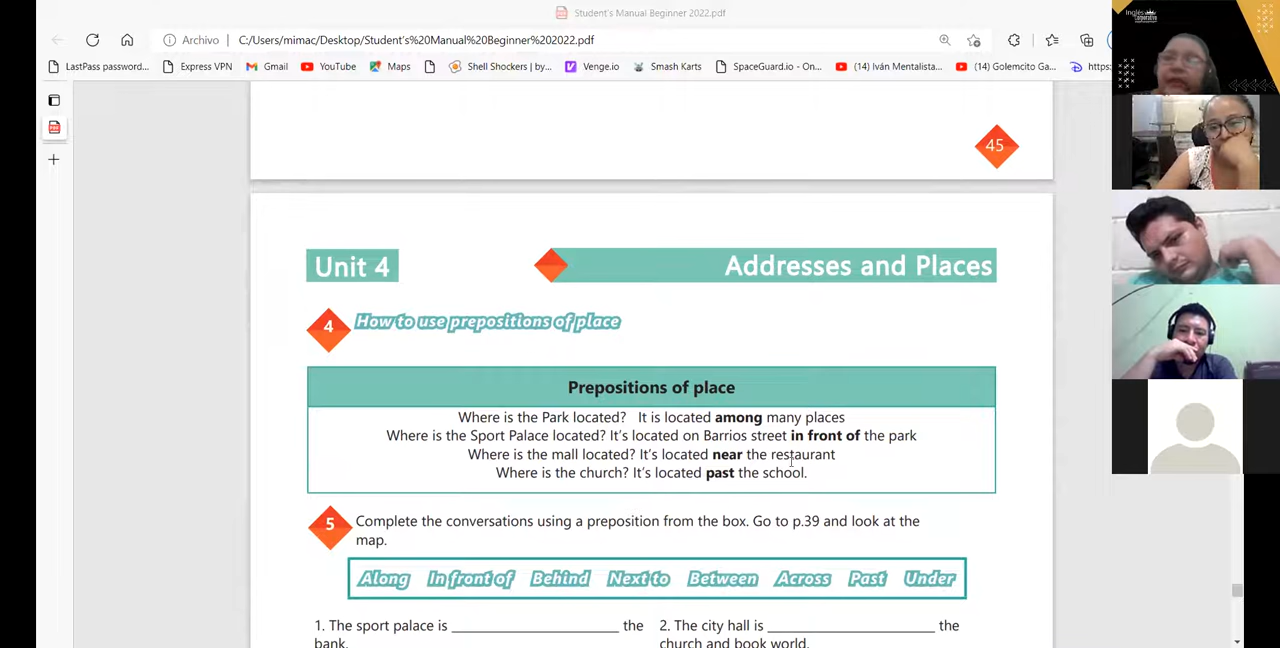 Student's Manual Beginner 2022.pdf
Archivo
C:/Users/mimac/Desktop/Student's%20Manual%20Beginner%202022.pdf
LastPass password...
Express VPN
Gmail
YouTube
Maps
Shell Shockers | by...
Venge.io
Smash Karts
SpaceGuard.io - On...
(14) Iván Mentalista...
(14) Golemcito Ga...
https:
Inglés
Corporativo
45
Unit 4
Addresses and Places
4
How to use prepositions of place
Prepositions of place
Where is the Park located? It is located among many places
Where is the Sport Palace located? It's located on Barrios street in front of the park
Where is the mall located? It's located near the restaurant
Where is the church? It's located past the school.
5
Complete the conversations using a preposition from the box. Go to p.39 and look at the
map.
Along In front of Behind Next to Between Across Past Under
1. The sport palace is ____________________ the
bank.
2. The city hall is ____________________ the
church and book world.